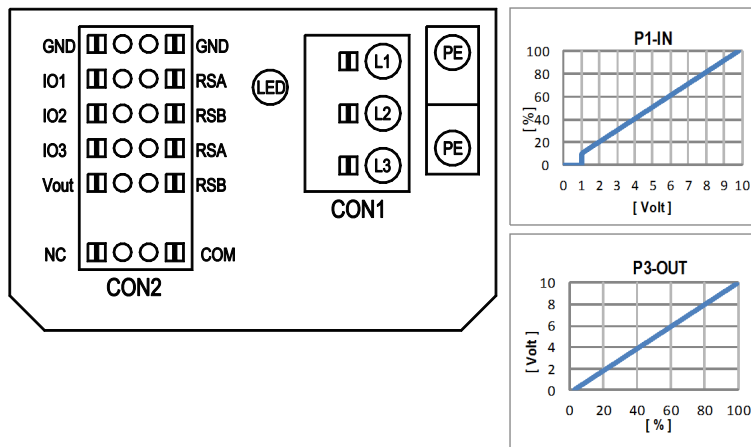 GND GND
IO1 RSA
IO2 RSB
IO3 RSA
Vout RSB
NC COM
CON2
LED
L1
L2
L3
CON1
PE
PE
P1-IN
[ % ]
100
80
60
40
20
0
0 1 2 3 4 5 6 7 8 9 10
[ Volt ]
P3-OUT
[ Volt ]
10
8
6
4
2
0
0 20 40 60 80 100
[ % ]